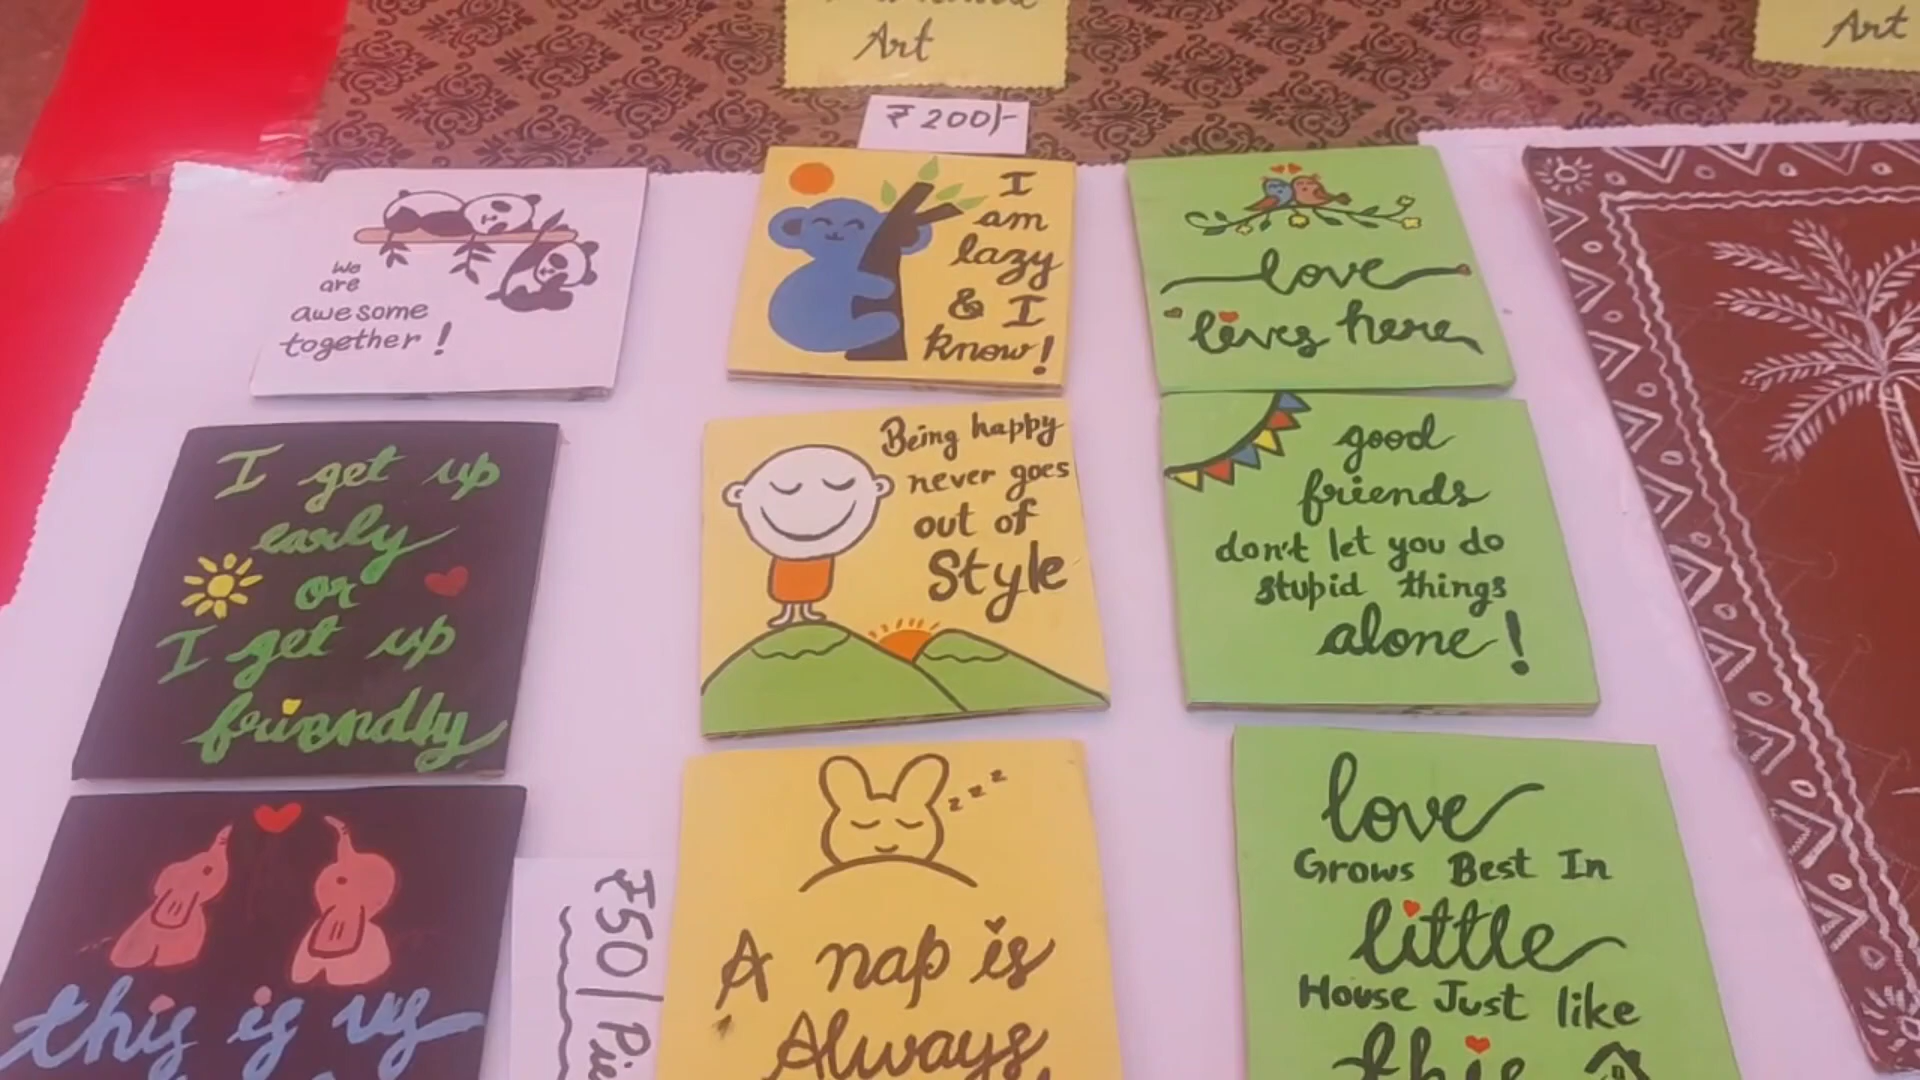 Art
Art
₹ 200/-
we
are
awesome
together!
I
am
lazy
& I
know!
love
lives here
I get up
early
or
I get up
friendly
Being happy
never goes
out of
Style
good
friends
don't let you do
stupid things
alone!
this is us
₹50/
zzz
A nap is
Always
love
Grows Best In
little
House Just like
this